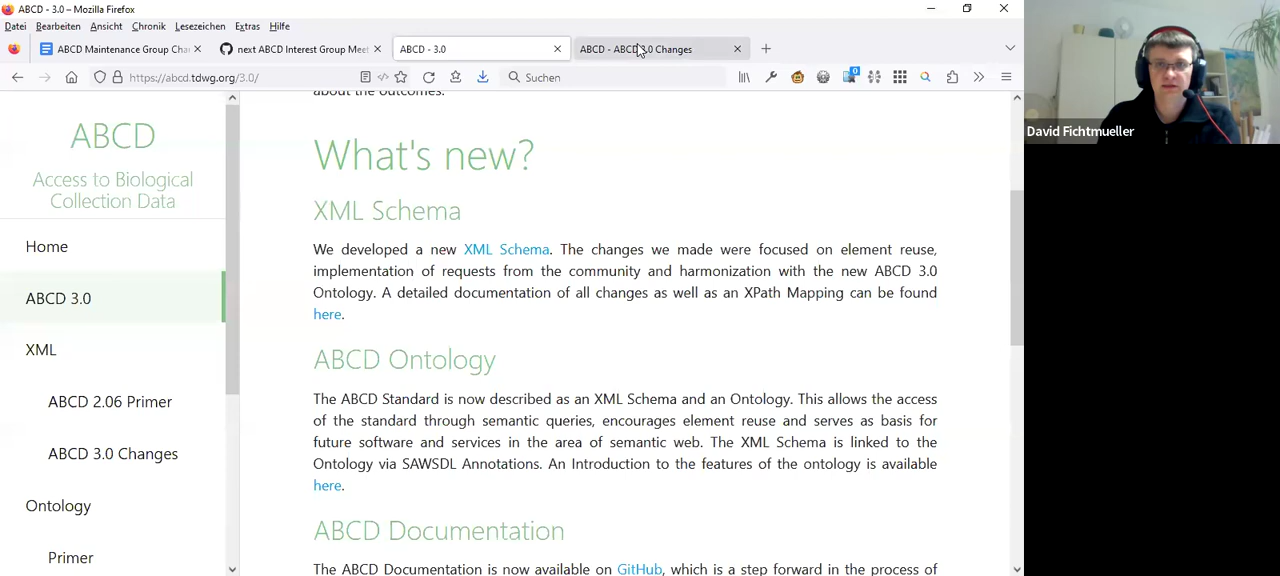 ABCD - 3.0 – Mozilla Firefox
Datei Bearbeiten Ansicht Chronik Lesezeichen Extras Hilfe
ABCD Maintenance Group Cha
next ABCD Interest Group Meet
ABCD - 3.0
ABCD - ABCD 3.0 Changes
https://abcd.tdwg.org/3.0/
Suchen
0
David Fichtmueller
ABCD
Access to Biological
Collection Data
Home
ABCD 3.0
XML
ABCD 2.06 Primer
ABCD 3.0 Changes
Ontology
Primer
about the outcomes.
What's new?
XML Schema
We developed a new XML Schema. The changes we made were focused on element reuse,
implementation of requests from the community and harmonization with the new ABCD 3.0
Ontology. A detailed documentation of all changes as well as an XPath Mapping can be found
here.
ABCD Ontology
The ABCD Standard is now described as an XML Schema and an Ontology. This allows the access
of the standard through semantic queries, encourages element reuse and serves as basis for
future software and services in the area of semantic web. The XML Schema is linked to the
Ontology via SAWSDL Annotations. An Introduction to the features of the ontology is available
here.
ABCD Documentation
The ABCD Documentation is now available on GitHub, which is a step forward in the process of